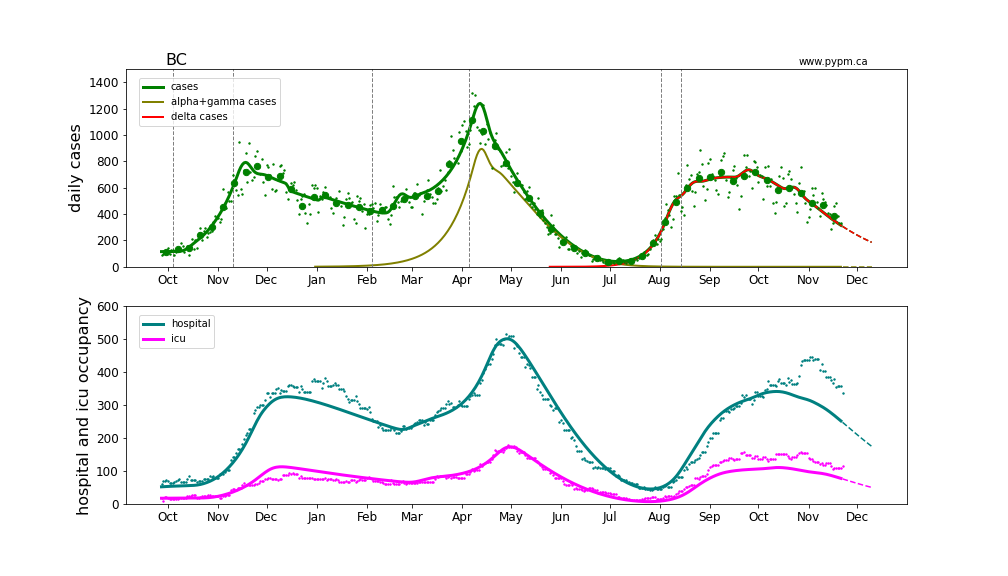 BC
www.pypm.ca
daily cases
1400
1200
1000
800
600
400
200
0
cases
alpha+gamma cases
delta cases
Oct Nov Dec Jan Feb Mar Apr May Jun Jul Aug Sep Oct Nov Dec
hospital and icu occupancy
600
500
400
300
200
100
0
hospital
icu
Oct Nov Dec Jan Feb Mar Apr May Jun Jul Aug Sep Oct Nov Dec